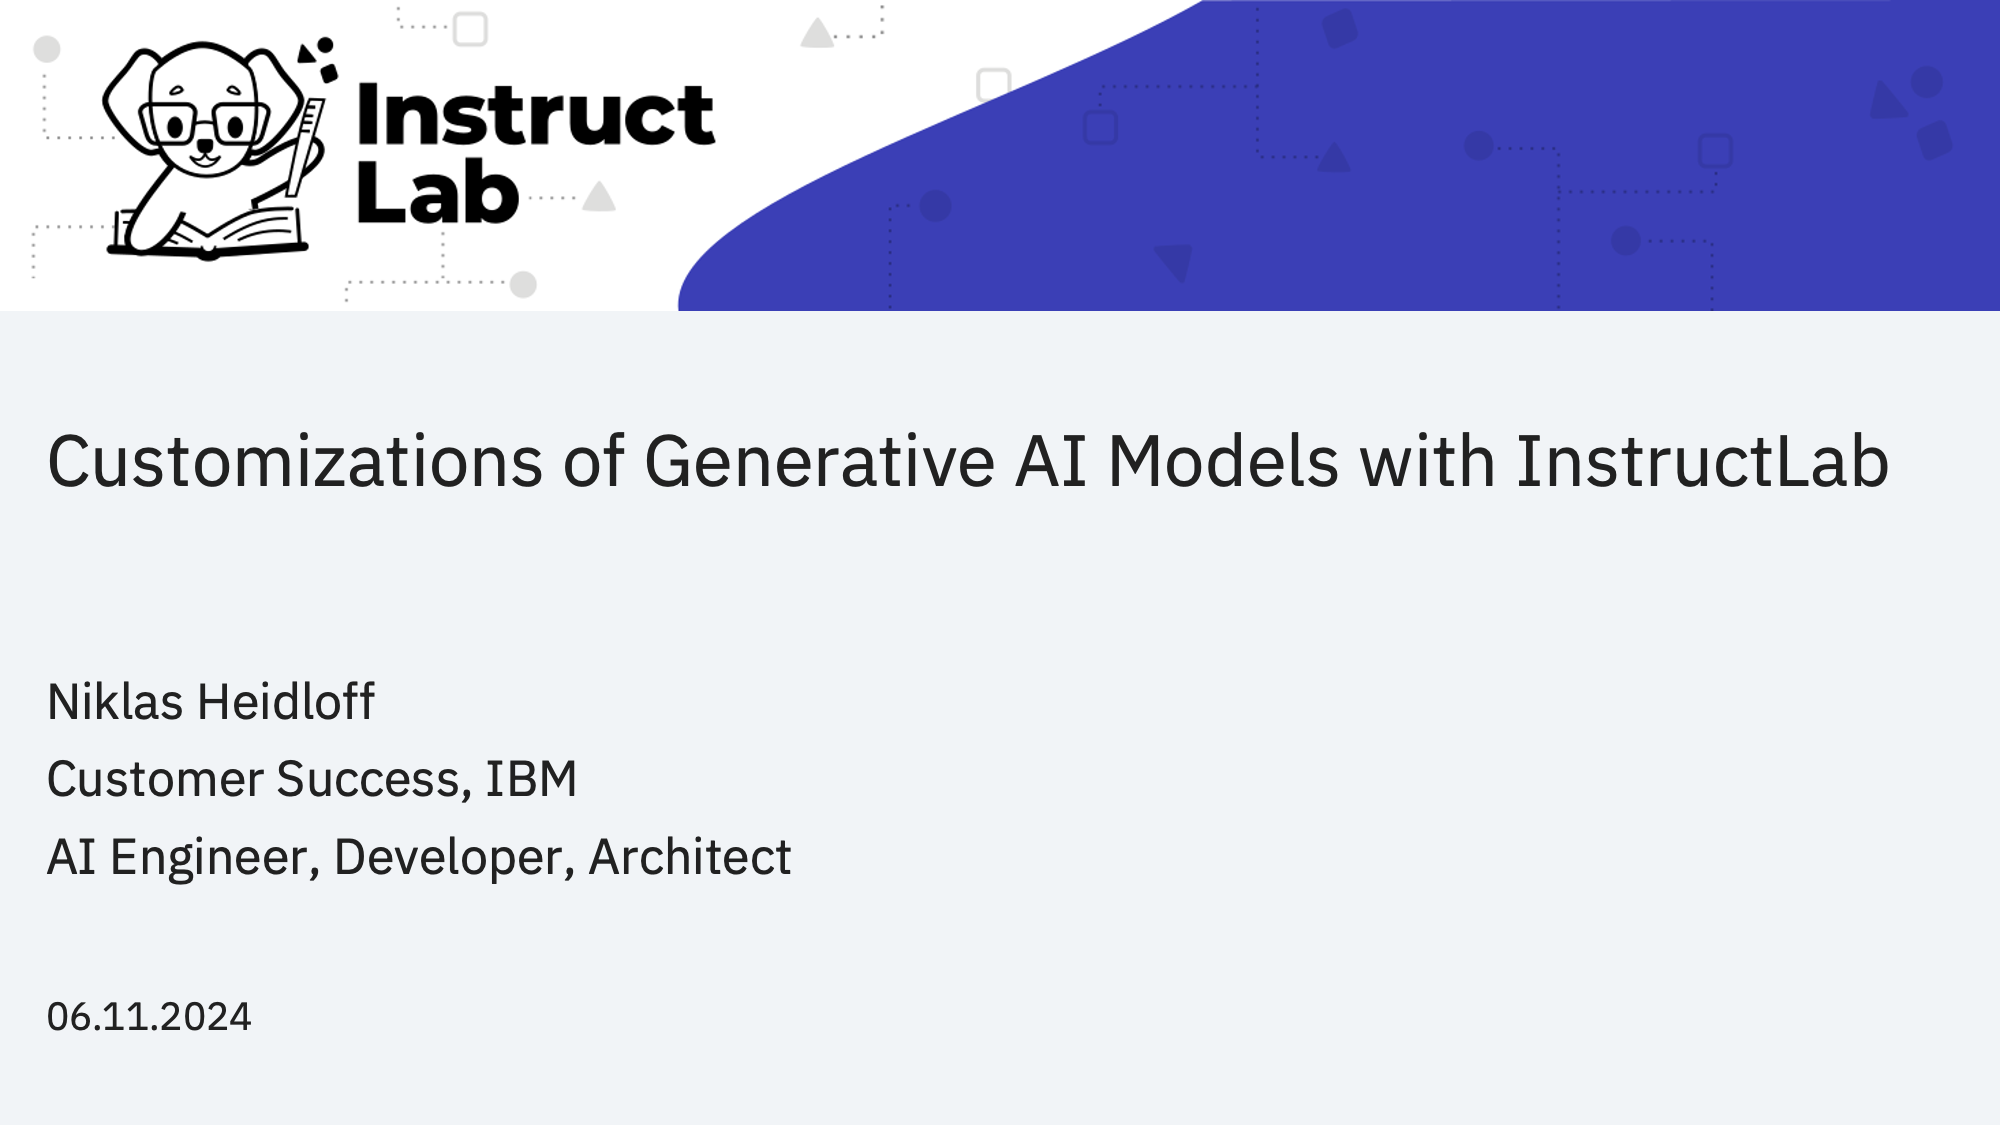 Instruct
Lab
Customizations of Generative AI Models with InstructLab
Niklas Heidloff
Customer Success, IBM
AI Engineer, Developer, Architect
06.11.2024